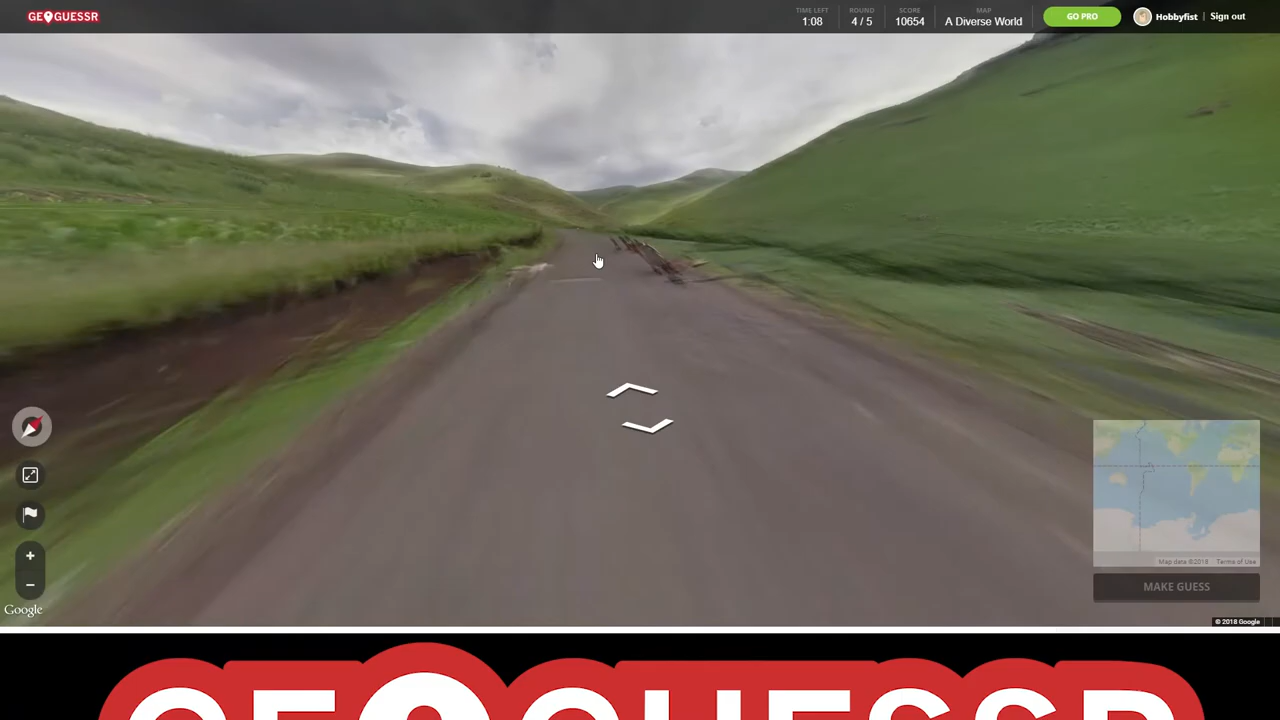 GEOGUESSR
TIME LEFT
1:08
ROUND
4 / 5
SCORE
10654
MAP
A Diverse World
GO PRO
Hobbyfist | Sign out
Map data ©2018 Terms of Use
MAKE GUESS
Google
© 2018 Google
GEOGUESSR